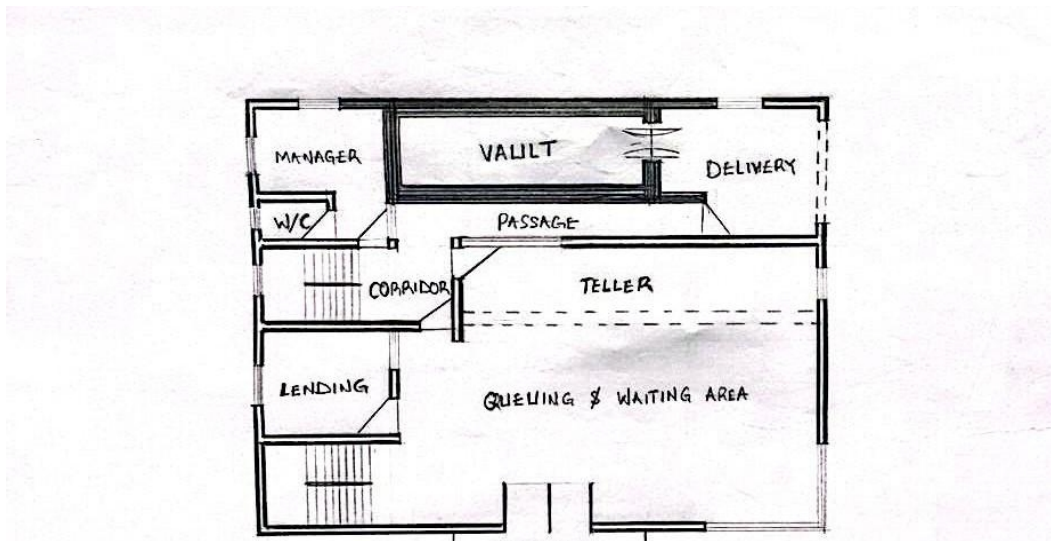 MANAGER
VAULT
DELIVERY
W/C
PASSAGE
CORRIDOR
TELLER
LENDING
QUEUING $ WAITING AREA